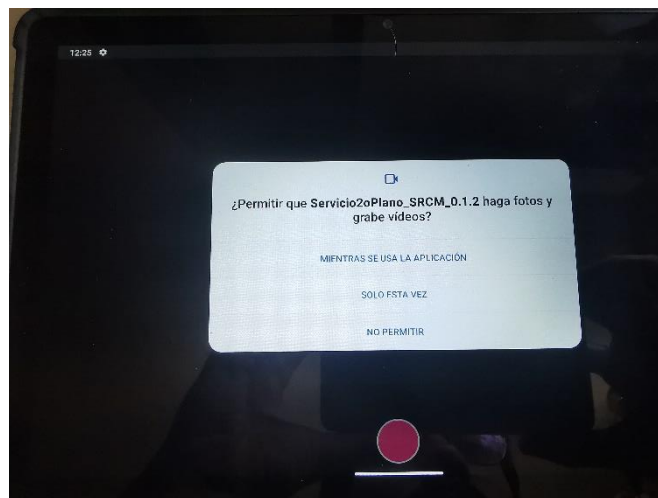 12:25
¿Permitir que Servicio2oPlano_SRCM_0.1.2 haga fotos y
grabe vídeos?
MIENTRAS SE USA LA APLICACIÓN
SOLO ESTA VEZ
NO PERMITIR